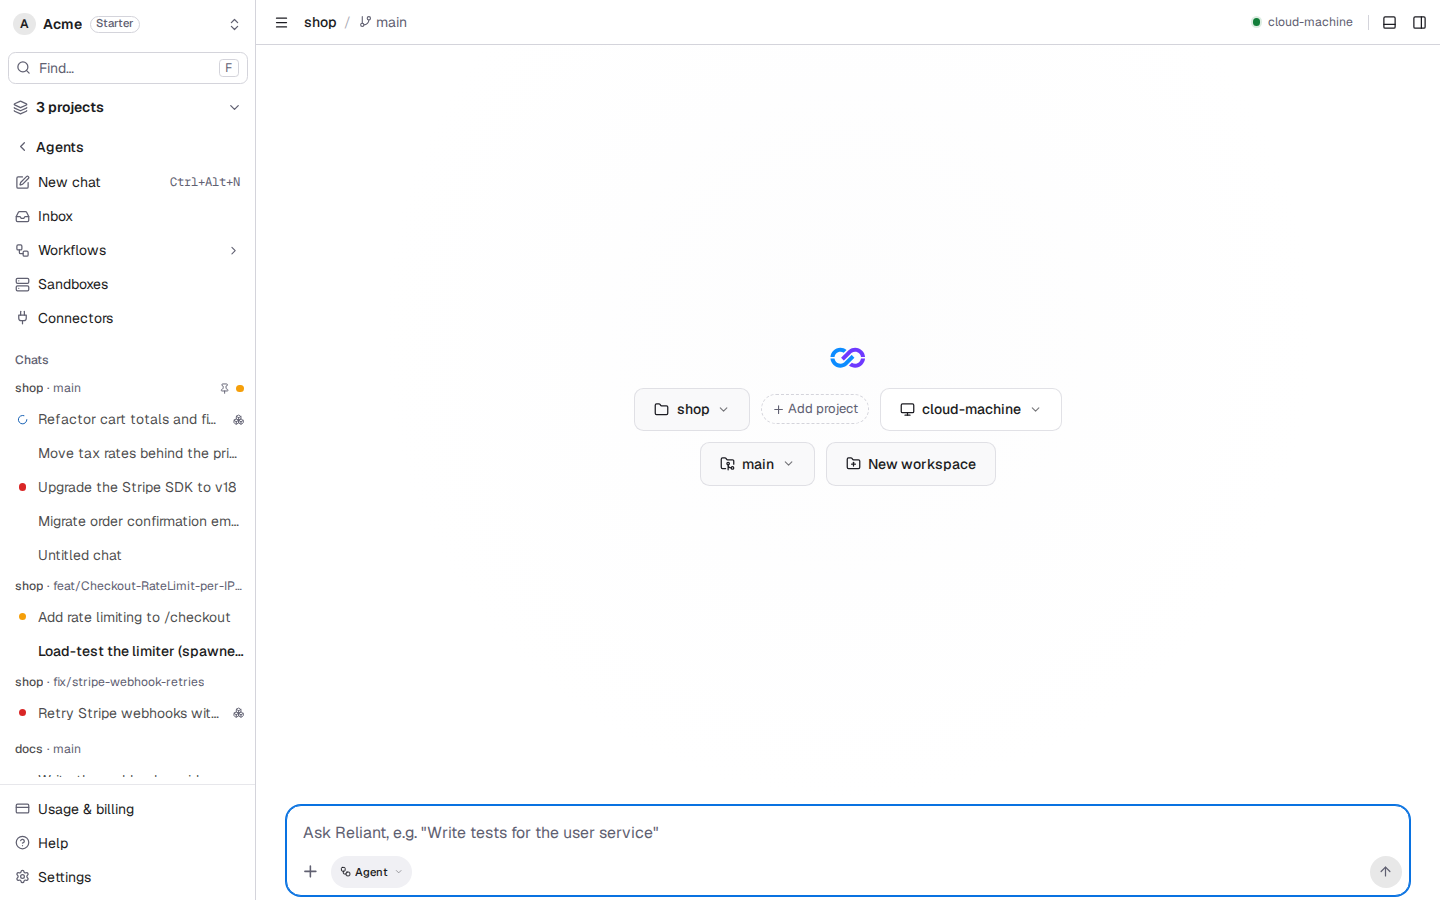 A Acme Starter
Find... F
3 projects
Agents
New chat Ctrl+Alt+N
Inbox
Workflows
Sandboxes
Connectors
Chats
shop · main
Refactor cart totals and fi...
Move tax rates behind the pri...
Upgrade the Stripe SDK to v18
Migrate order confirmation em...
Untitled chat
shop · feat/Checkout-RateLimit-per-IP...
Add rate limiting to /checkout
Load-test the limiter (spawne...
shop · fix/stripe-webhook-retries
Retry Stripe webhooks wit...
docs · main
Usage & billing
Help
Settings
shop / main
cloud-machine
shop
Add project
cloud-machine
main
New workspace
Ask Reliant, e.g. "Write tests for the user service"
Agent